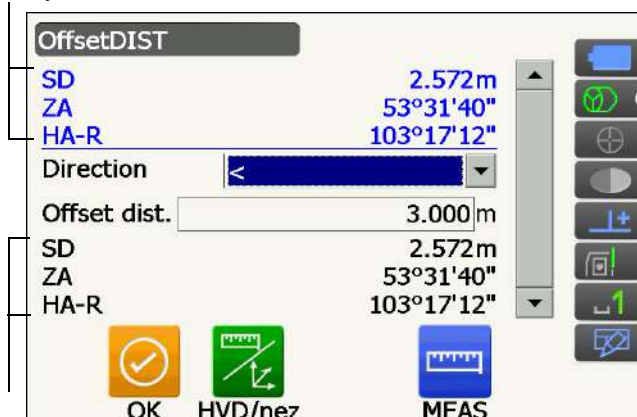 OffsetDIST
SD 2.572m
ZA 53°31'40"
HA-R 103°17'12"
Direction <
Offset dist. 3.000 m
SD 2.572m
ZA 53°31'40"
HA-R 103°17'12"
OK HVD/nez MEAS